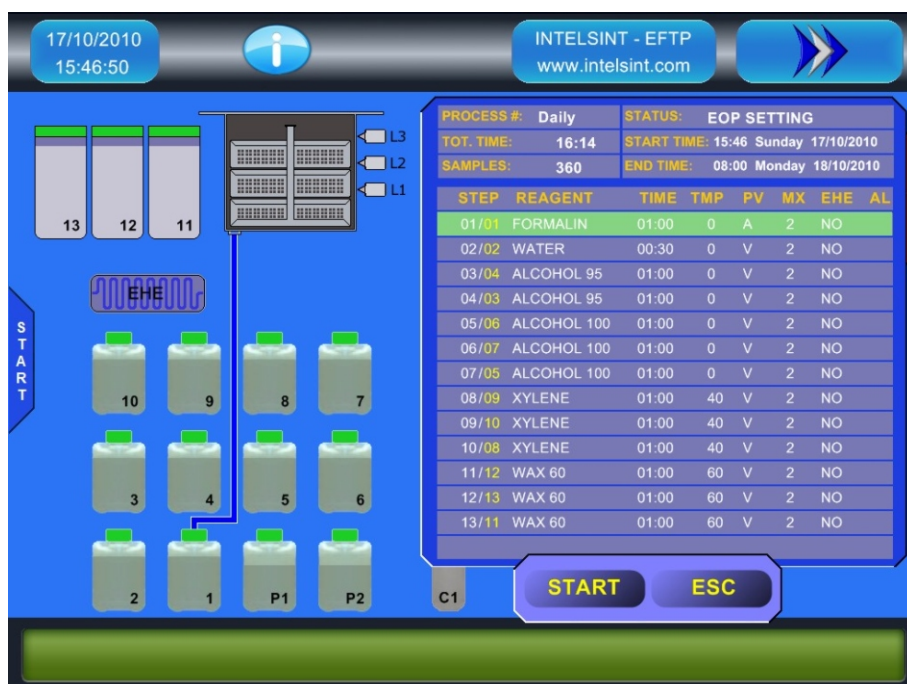 17/10/2010
15:46:50
i
INTELSINT - EFTP
www.intelsint.com
PROCESS #: Daily STATUS: EOP SETTING
TOT. TIME: 16:14 START TIME: 15:46 Sunday 17/10/2010
SAMPLES: 360 END TIME: 08:00 Monday 18/10/2010
STEP REAGENT TIME TMP PV MX EHE AL
01/01 FORMALIN 01:00 0 A 2 NO
02/02 WATER 00:30 0 V 2 NO
03/04 ALCOHOL 95 01:00 0 V 2 NO
04/03 ALCOHOL 95 01:00 0 V 2 NO
05/06 ALCOHOL 100 01:00 0 V 2 NO
06/07 ALCOHOL 100 01:00 0 V 2 NO
07/05 ALCOHOL 100 01:00 0 V 2 NO
08/09 XYLENE 01:00 40 V 2 NO
09/10 XYLENE 01:00 40 V 2 NO
10/08 XYLENE 01:00 40 V 2 NO
11/12 WAX 60 01:00 60 V 2 NO
12/13 WAX 60 01:00 60 V 2 NO
13/11 WAX 60 01:00 60 V 2 NO
START ESC
L3
L2
L1
13 12 11
EHE
START
10 9 8 7
3 4 5 6
2 1 P1 P2 C1